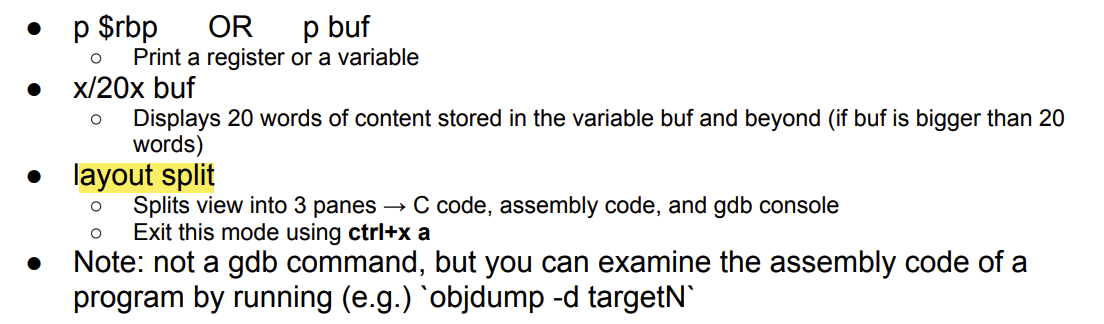 ● p $rbp OR p buf
○ Print a register or a variable
● x/20x buf
○ Displays 20 words of content stored in the variable buf and beyond (if buf is bigger than 20
words)
● layout split
○ Splits view into 3 panes → C code, assembly code, and gdb console
○ Exit this mode using ctrl+x a
● Note: not a gdb command, but you can examine the assembly code of a
program by running (e.g.) `objdump -d targetN`